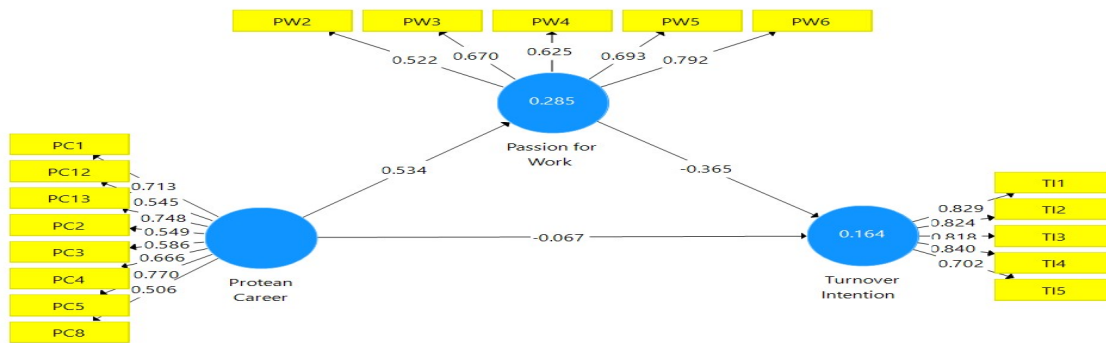 PW2
PW3
PW4
PW5
PW6
0.522
0.670
0.625
0.693
0.792
0.285
Passion for
Work
PC1
PC12
PC13
PC2
PC3
PC4
PC5
PC8
0.713
0.545
0.748
0.549
0.586
0.666
0.770
0.506
Protean
Career
0.534
-0.365
-0.067
0.164
Turnover
Intention
0.829
0.824
0.818
0.840
0.702
TI1
TI2
TI3
TI4
TI5